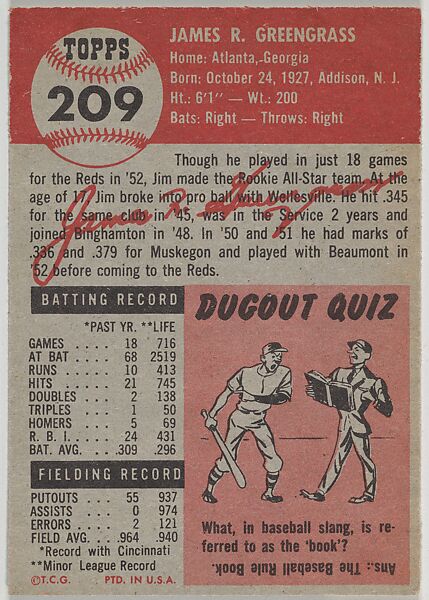 TOPPS
209
JAMES R. GREENGRASS
Home: Atlanta, Georgia
Born: October 24, 1927, Addison, N. J.
Ht.: 6'1" — Wt.: 200
Bats: Right — Throws: Right
Though he played in just 18 games
for the Reds in '52, Jim made the Rookie All-Star team. At the
age of 17 Jim broke into pro ball with Wellesville. He hit .345
for the same club in '45, was in the Service 2 years and
joined Binghamton in '48. In '50 and '51 he had marks of
.336 and .379 for Muskegon and played with Beaumont in
'52 before coming to the Reds.
James R. Greengrass
BATTING RECORD
*PAST YR. **LIFE
GAMES . . . . 18 716
AT BAT . . . . 68 2519
RUNS . . . . 10 413
HITS . . . . 21 745
DOUBLES . . . 2 138
TRIPLES . . . 1 50
HOMERS . . . 5 69
R. B. I. . . . . 24 431
BAT. AVG. . . .309 .296
FIELDING RECORD
PUTOUTS . . . 55 937
ASSISTS . . . 0 974
ERRORS . . . . 2 121
FIELD AVG. . . .964 .940
*Record with Cincinnati
**Minor League Record
©T.C.G. PTD. IN U.S.A.
DUGOUT QUIZ
What, in baseball slang, is re-
ferred to as the 'book'?
Ans.: The Baseball Rule Book.